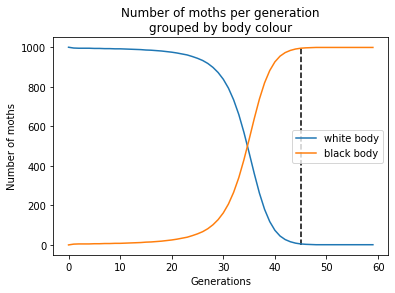 Number of moths per generation
grouped by body colour
1000
800
600
400
200
0
Number of moths
white body
black body
0 10 20 30 40 50 60
Generations